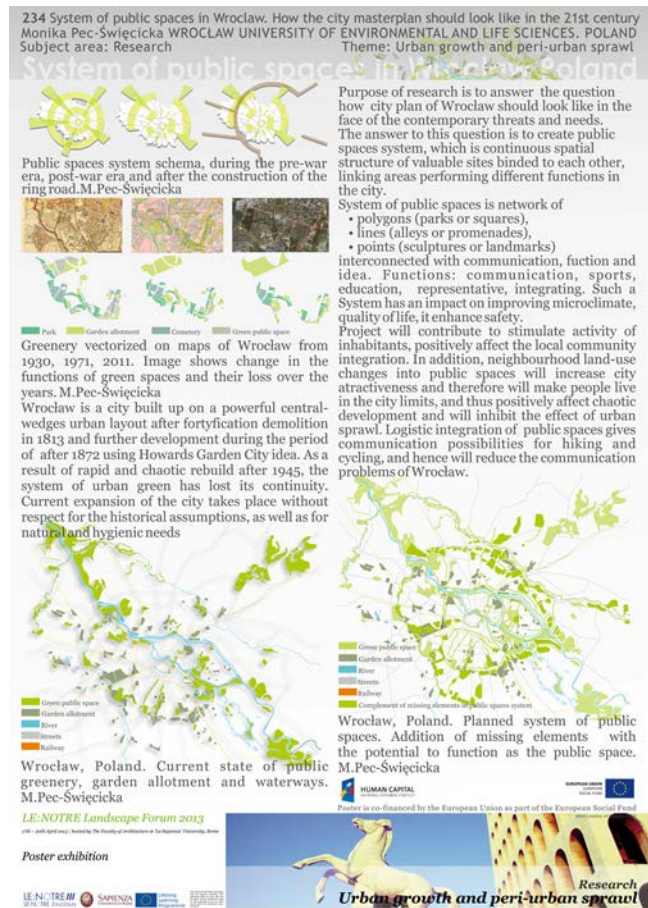 234 System of public spaces in Wroclaw. How the city masterplan should look like in the 21st century
Monika Pec-Święcicka WROCLAW UNIVERSITY OF ENVIRONMENTAL AND LIFE SCIENCES. POLAND
Subject area: Research
Theme: Urban growth and peri-urban sprawl
System of public spaces in Wrocław, Poland
Public spaces system schema, during the pre-war
era, post-war era and after the construction of the
ring road.M.Pec-Święcicka
Park
Garden allotment
Cemetery
Green public space
Greenery vectorized on maps of Wrocław from
1930, 1971, 2011. Image shows change in the
functions of green spaces and their loss over the
years. M.Pec-Święcicka
Wrocław is a city built up on a powerful central-
wedges urban layout after fortyfication demolition
in 1813 and further development during the period
of after 1872 using Howards Garden City idea. As a
result of rapid and chaotic rebuild after 1945, the
system of urban green has lost its continuity.
Current expansion of the city takes place without
respect for the historical assumptions, as well as for
natural and hygienic needs
Green public space
Garden allotment
River
Streets
Railway
Wrocław, Poland. Current state of public
greenery, garden allotment and waterways.
M.Pec-Święcicka
Purpose of research is to answer the question
how city plan of Wrocław should look like in the
face of the contemporary threats and needs.
The answer to this question is to create public
spaces system, which is continuous spatial
structure of valuable sites binded to each other,
linking areas performing different functions in
the city.
System of public spaces is network of
• polygons (parks or squares),
• lines (alleys or promenades),
• points (sculptures or landmarks)
interconnected with communication, fuction and
idea. Functions: communication, sports,
education, representative, integrating. Such a
System has an impact on improving microclimate,
quality of life, it enhance safety.
Project will contribute to stimulate activity of
inhabitants, positively affect the local community
integration. In addition, neighbourhood land-use
changes into public spaces will increase city
atractiveness and therefore will make people live
in the city limits, and thus positively affect chaotic
development and will inhibit the effect of urban
sprawl. Logistic integration of public spaces gives
communication possibilities for hiking and
cycling, and hence will reduce the communication
problems of Wrocław.
Green public space
Garden allotment
River
Streets
Railway
Complement of missing elements of public spaces system
Wrocław, Poland. Planned system of public
spaces. Addition of missing elements with
the potential to function as the public space.
M.Pec-Święcicka
HUMAN CAPITAL
EUROPEAN UNION
EUROPEAN
SOCIAL FUND
Poster is co-financed by the European Union as part of the European Social Fund
LE:NOTRE Landscape Forum 2013
Poster exhibition
LE:NOTRE
SAPIENZA
Lifelong
Learning
Programme
Research
Urban growth and peri-urban sprawl